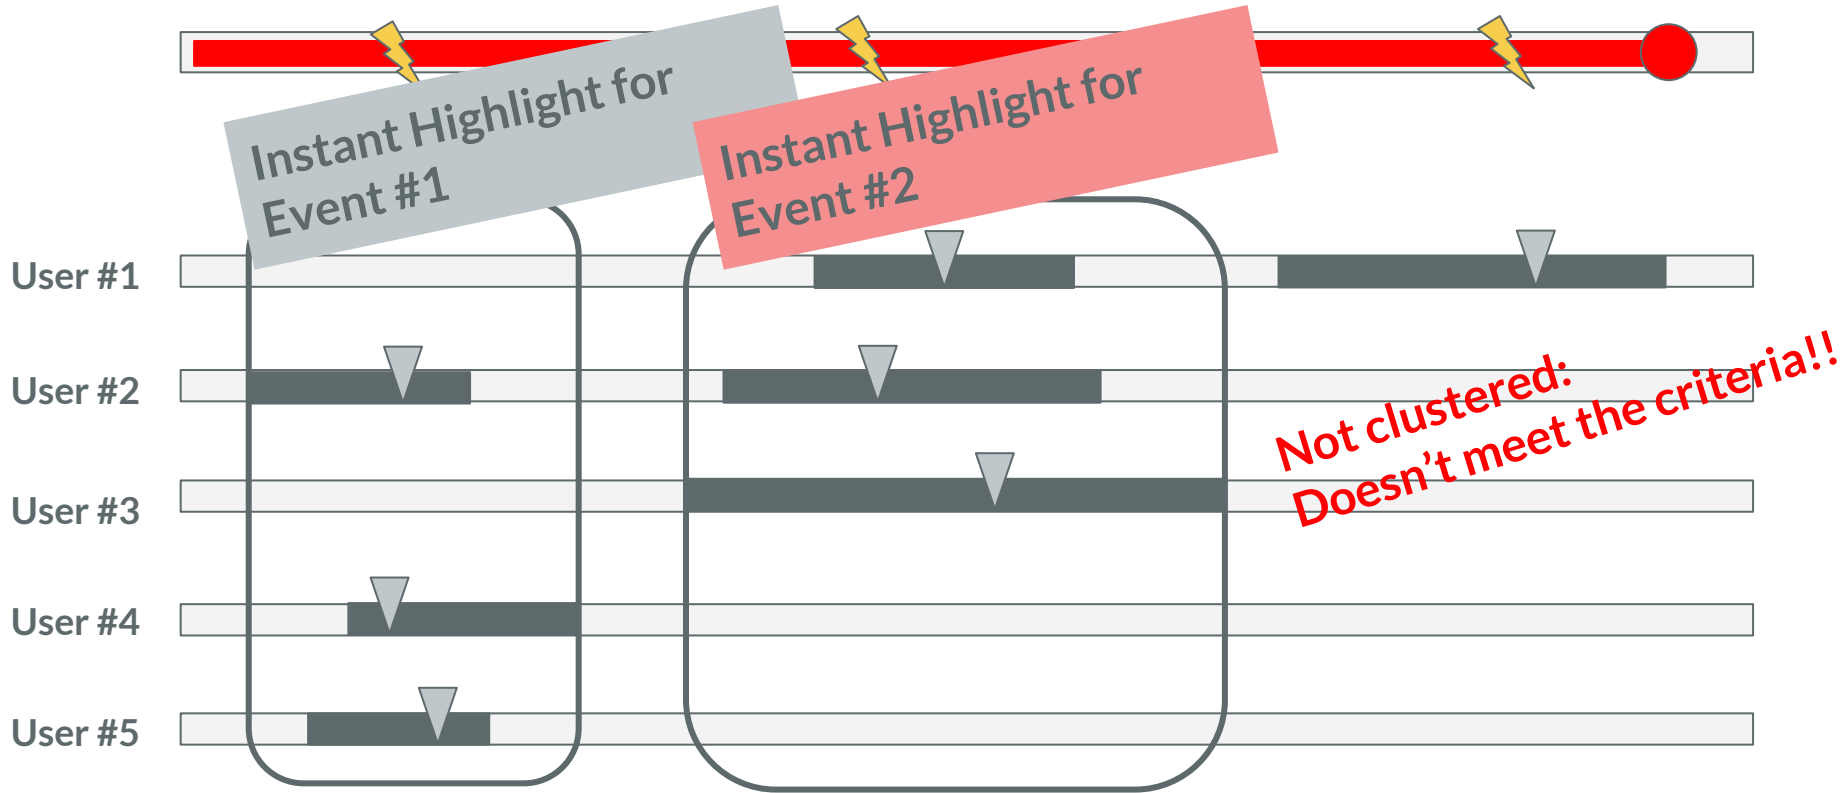 Instant Highlight for
Event #1
Instant Highlight for
Event #2
User #1
User #2
Not clustered:
Doesn’t meet the criteria!!
User #3
User #4
User #5